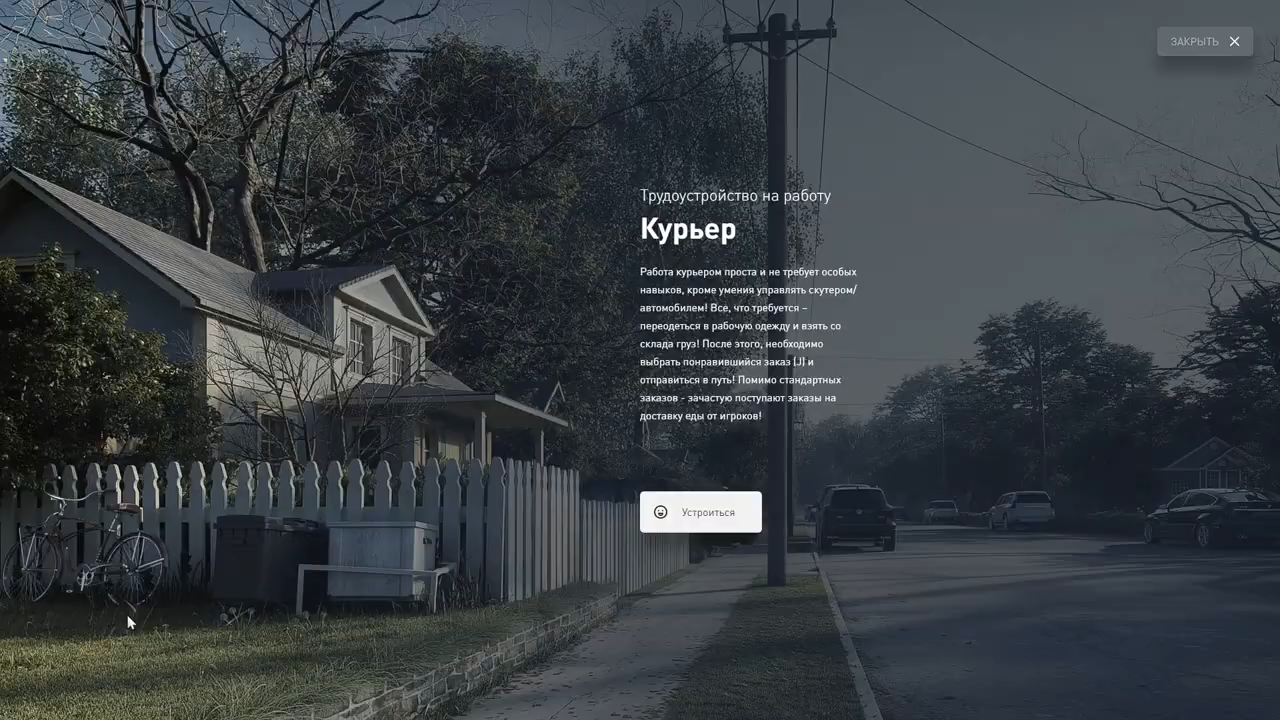 ЗАКРЫТЬ
Трудоустройство на работу
Курьер
Работа курьером проста и не требует особых
навыков, кроме умения управлять скутером/
автомобилем! Все, что требуется –
переодеться в рабочую одежду и взять со
склада груз! После этого, необходимо
выбрать понравившийся заказ (J) и
отправиться в путь! Помимо стандартных
заказов - зачастую поступают заказы на
доставку еды от игроков!
Устроиться